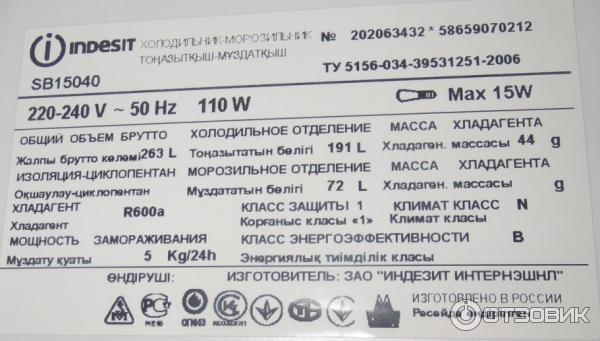 INDESIT ХОЛОДИЛЬНИК-МОРОЗИЛЬНИК № 202063432 * 58659070212
ТОҢАЗЫТҚЫШ-МҰЗДАТҚЫШ
SB15040 ТУ 5156-034-39531251-2006
220-240 V ~ 50 Hz 110 W Max 15W
ОБЩИЙ ОБЪЕМ БРУТТО ХОЛОДИЛЬНОЕ ОТДЕЛЕНИЕ МАССА ХЛАДАГЕНТА
Жалпы брутто көлемі 263 L Тоңазытатын бөлігі 191 L Хладаген. массасы 44 g
ИЗОЛЯЦИЯ-ЦИКЛОПЕНТАН МОРОЗИЛЬНОЕ ОТДЕЛЕНИЕ МАССА ХЛАДАГЕНТА
Оқшаулау-циклопентан Мұздататын бөлігі 72 L Хладаген. массасы g
ХЛАДАГЕНТ R600a КЛАСС ЗАЩИТЫ 1 КЛИМАТ КЛАСС N
Хладагент Қорғаныс класы «1» Климат класы
МОЩНОСТЬ ЗАМОРАЖИВАНИЯ КЛАСС ЭНЕРГОЭФФЕКТИВНОСТИ B
Мұздату қуаты 5 Kg/24h Энергиялық тиімділік класы
ӨНДІРУШІ: ИЗГОТОВИТЕЛЬ: ЗАО "ИНДЕЗИТ ИНТЕРНЭШНЛ"
ИЗГОТОВЛЕНО В РОССИИ
Ресейде өндірілген
ОТЗОВИК